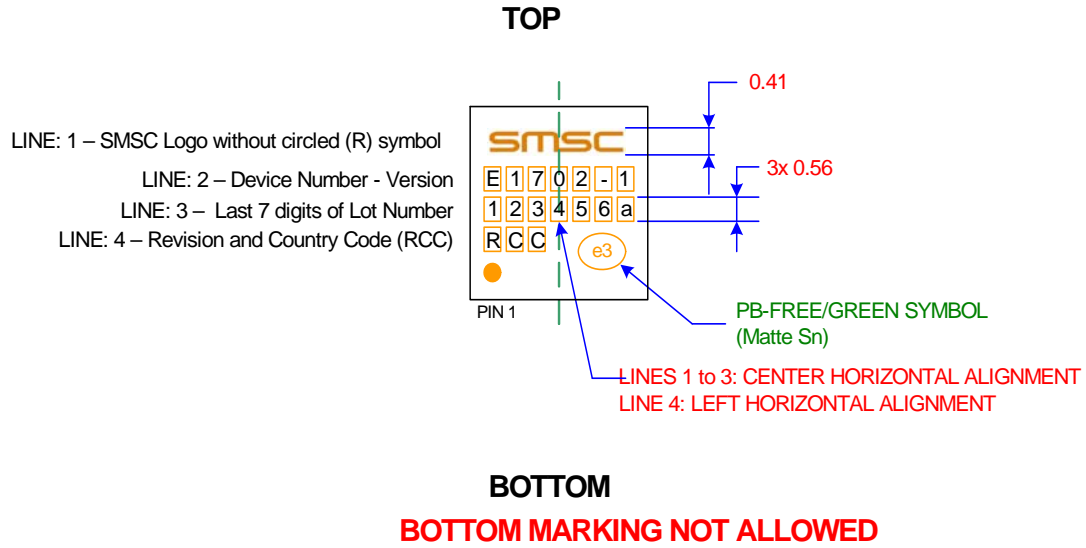 TOP
0.41
LINE: 1 – SMSC Logo without circled (R) symbol
SMSC
3x 0.56
LINE: 2 – Device Number - Version
E1702-1
LINE: 3 – Last 7 digits of Lot Number
123456a
LINE: 4 – Revision and Country Code (RCC)
RCC
e3
PIN 1
PB-FREE/GREEN SYMBOL
(Matte Sn)
LINES 1 to 3: CENTER HORIZONTAL ALIGNMENT
LINE 4: LEFT HORIZONTAL ALIGNMENT
BOTTOM
BOTTOM MARKING NOT ALLOWED